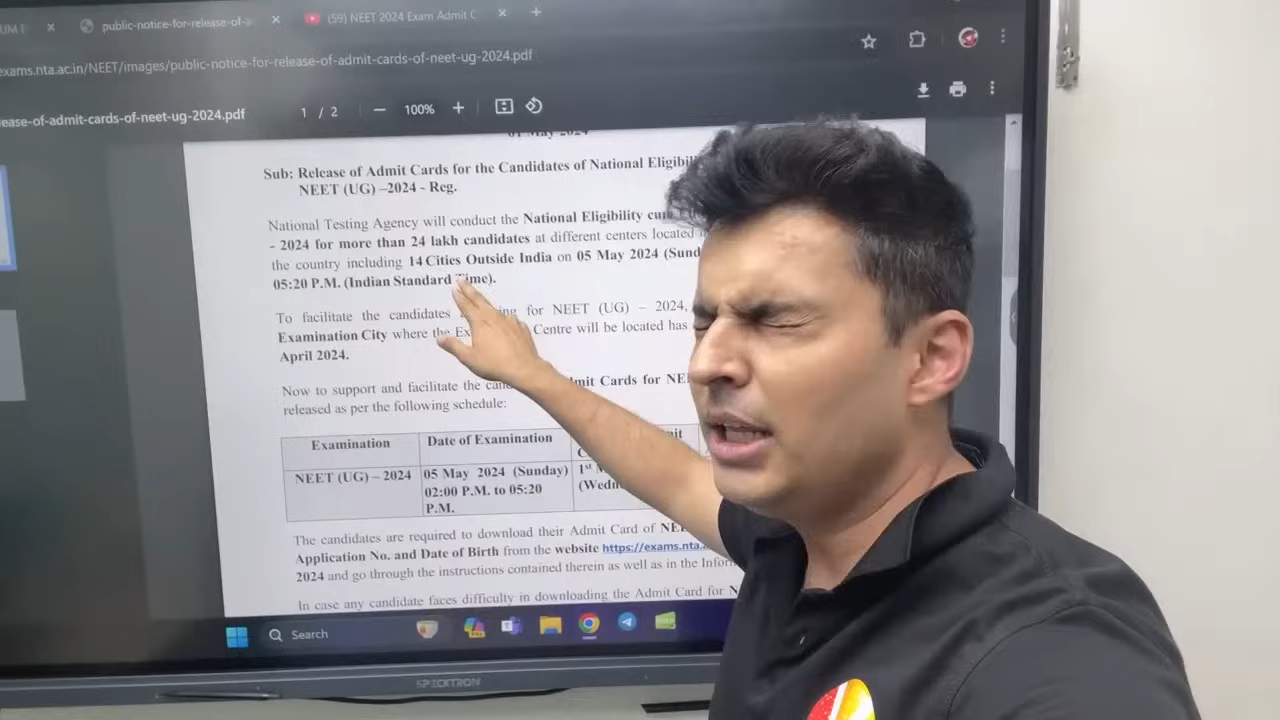 public-notice-for-release-of-a
(59) NEET 2024 Exam Admit C
exams.nta.ac.in/NEET/images/public-notice-for-release-of-admit-cards-of-neet-ug-2024.pdf
ease-of-admit-cards-of-neet-ug-2024.pdf
1 / 2
100%
01 May 2024
Sub: Release of Admit Cards for the Candidates of National
NEET (UG) –2024 - Reg.
National Testing Agency will conduct the National Eligibility
- 2024 for more than 24 lakh candidates at different centers located
the country including 14 Cities Outside India on 05 May 2024
05:20 P.M. (Indian Standard Time).
To facilitate the candidates for NEET (UG) – 2024,
Examination City where the Centre will be located has
April 2024.
Now to support and facilitate the Admit Cards for
released as per the following schedule:
Examination
Date of Examination
NEET (UG) – 2024
05 May 2024 (Sunday)
02:00 P.M. to 05:20
P.M.
1st
The candidates are required to download their Admit Card of
Application No. and Date of Birth from the website https://exams.nta.
2024 and go through the instructions contained therein as well as in the
In case any candidate faces difficulty in downloading the Admit Card for
Search
SPECKTRON